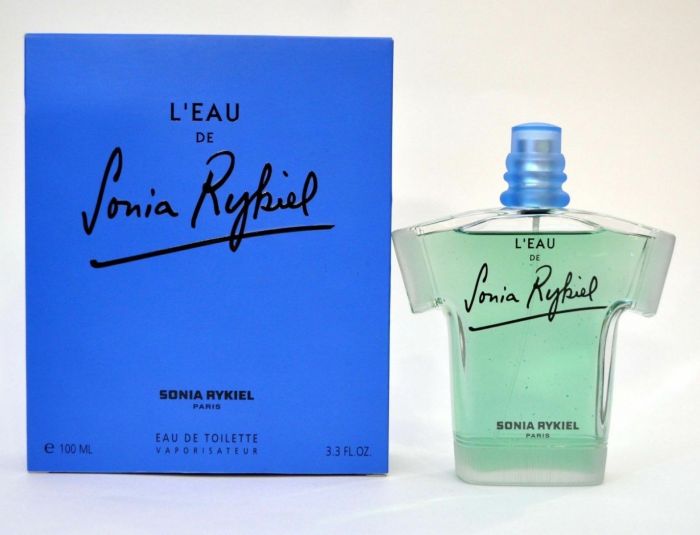 L'EAU
DE
Sonia Rykiel
SONIA RYKIEL
PARIS
EAU DE TOILETTE
VAPORISATEUR
e 100 ML
3.3 FL.OZ.
L'EAU
DE
Sonia Rykiel
SONIA RYKIEL
PARIS